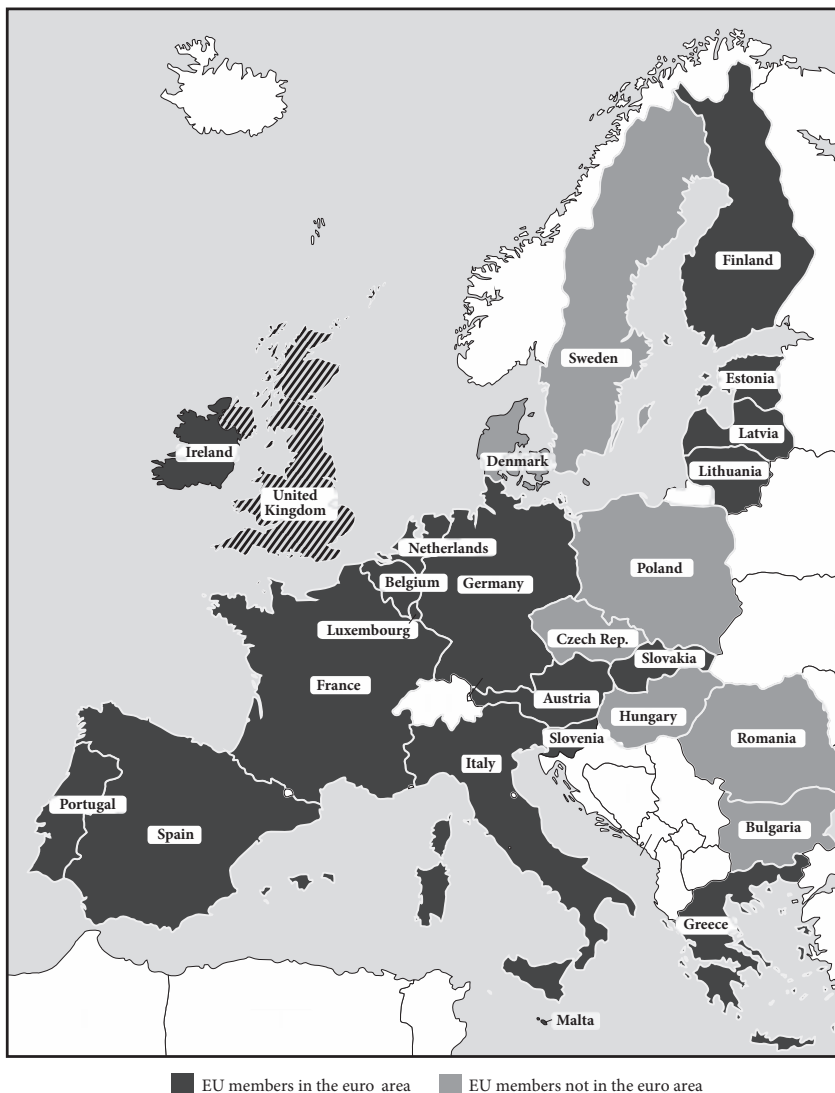 Finland
Sweden
Estonia
Latvia
Denmark
Lithuania
Ireland
United
Kingdom
Netherlands
Belgium
Germany
Poland
Luxembourg
Czech Rep.
Slovakia
France
Austria
Hungary
Slovenia
Romania
Italy
Portugal
Spain
Bulgaria
Greece
Malta
EU members in the euro area
EU members not in the euro area